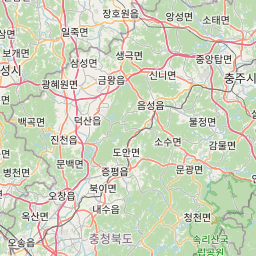 장호원읍
앙성면
소태면
일죽면
보개면
삼성면
생극면
중앙탑면
성시
금왕읍
신니면
충주시
광혜원면
음성읍
백곡면
덕산읍
불정면
진천읍
소수면
감물면
도안면
문백면
병천면
증평읍
문광면
북이면
오창읍
내수읍
청천면
옥산면
충청북도
오송읍
속리산국
립공원